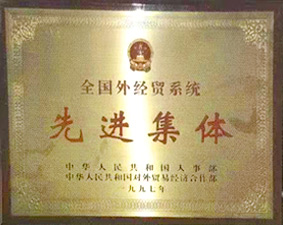 全国外经贸系统
先进集体
中华人民共和国人事部
中华人民共和国对外贸易经济合作部
一九九七年